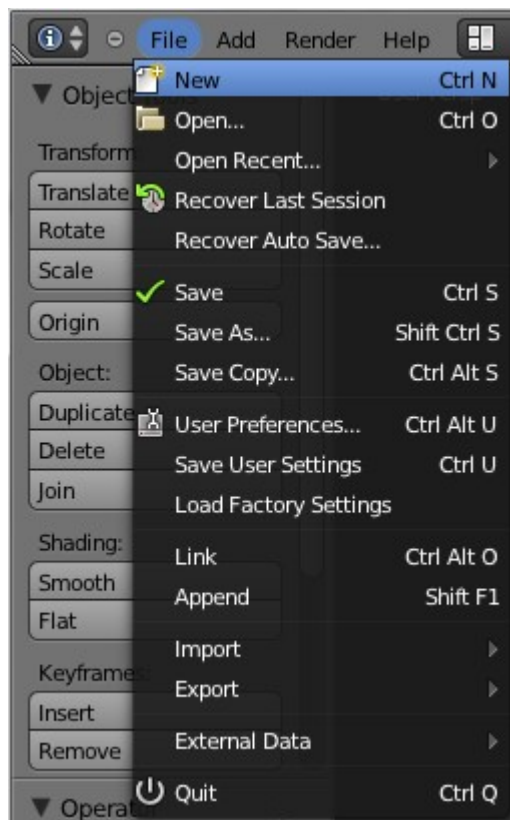 File Add Render Help
New Ctrl N
Open... Ctrl O
Open Recent...
Recover Last Session
Recover Auto Save...
Save Ctrl S
Save As... Shift Ctrl S
Save Copy... Ctrl Alt S
User Preferences... Ctrl Alt U
Save User Settings Ctrl U
Load Factory Settings
Link Ctrl Alt O
Append Shift F1
Import
Export
External Data
Quit Ctrl Q
Object
Transform
Translate
Rotate
Scale
Origin
Object:
Duplicate
Delete
Join
Shading:
Smooth
Flat
Keyframes
Insert
Remove